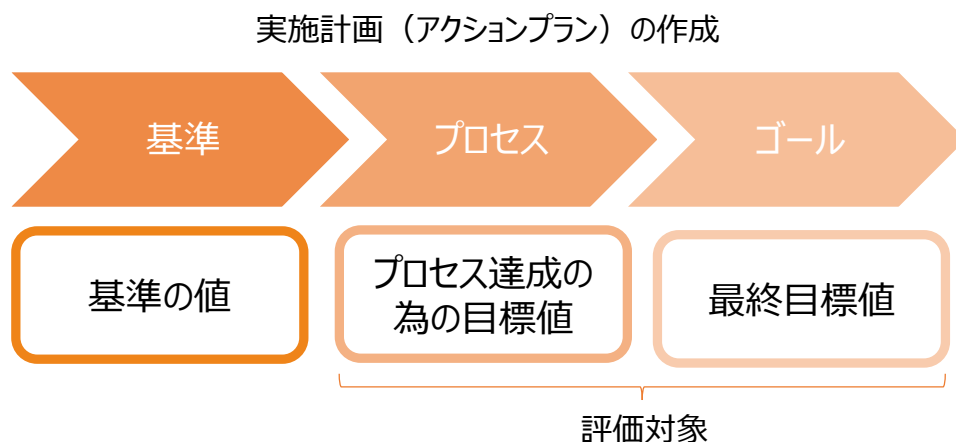 実施計画（アクションプラン）の作成
基準
プロセス
ゴール
基準の値
プロセス達成の
為の目標値
最終目標値
評価対象